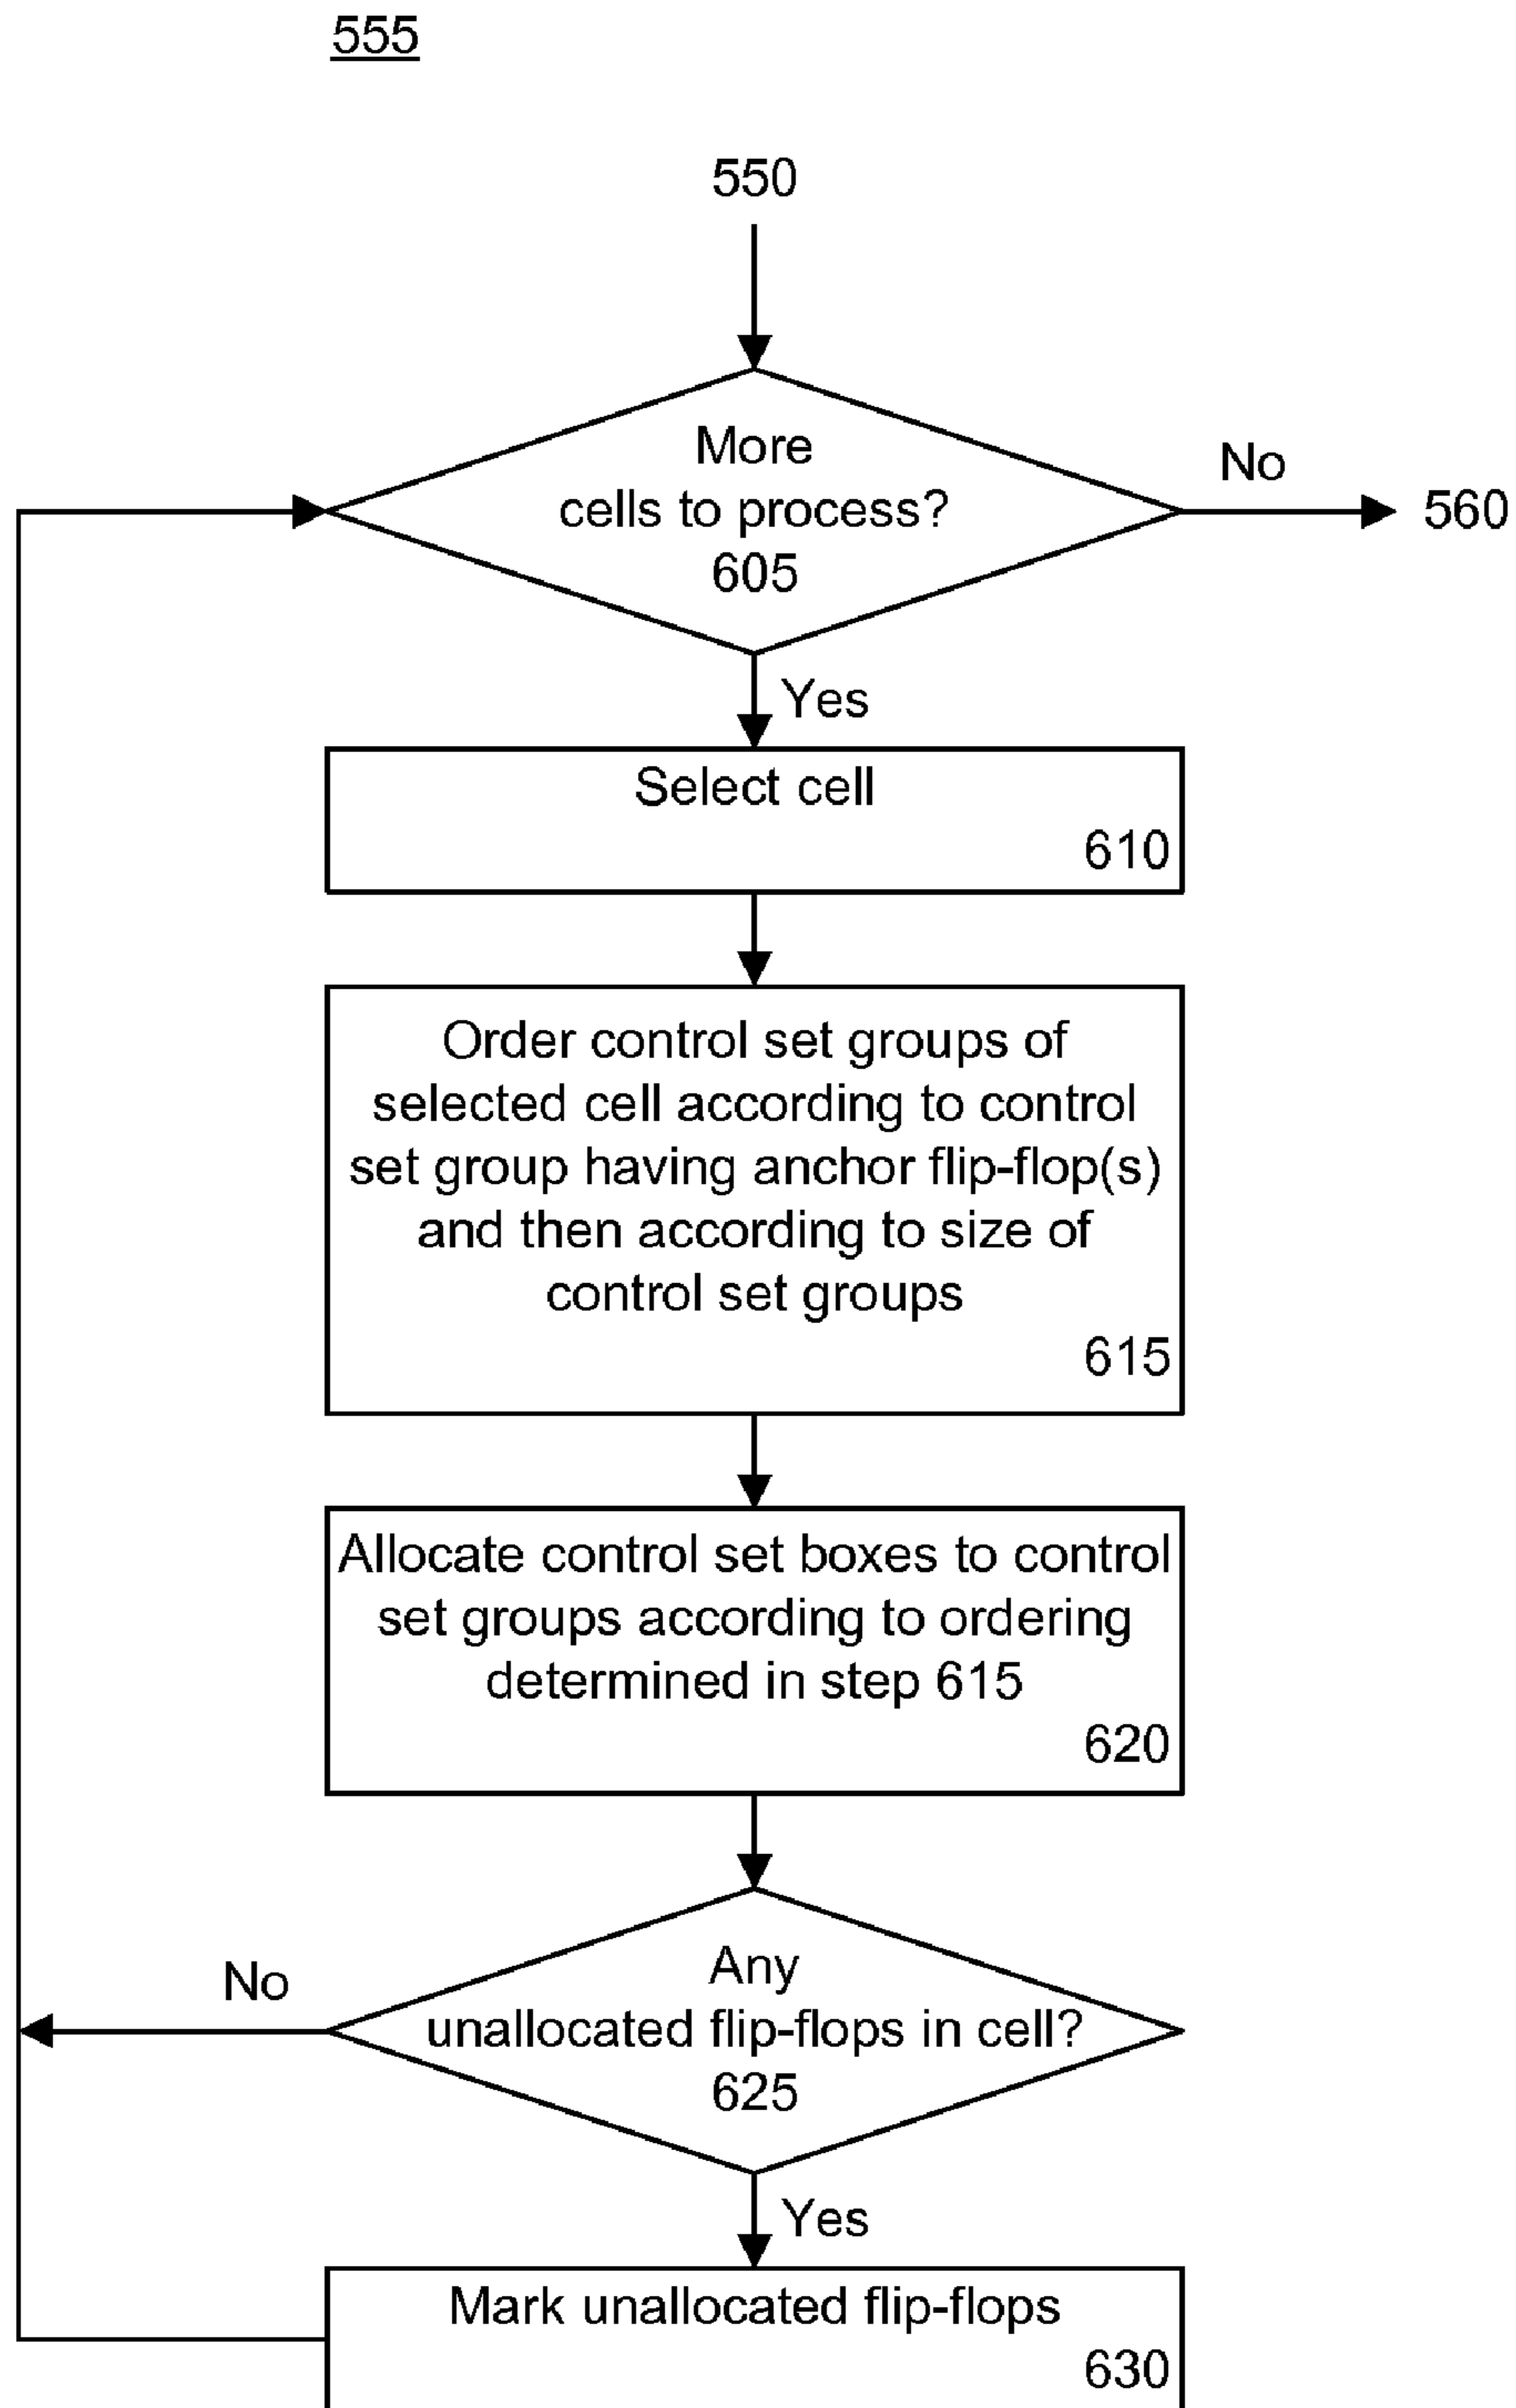 555
550
More
cells to process?
605
No
560
Yes
Select cell
610
Order control set groups of
selected cell according to control
set group having anchor flip-flop(s)
and then according to size of
control set groups
615
Allocate control set boxes to control
set groups according to ordering
determined in step 615
620
Any
unallocated flip-flops in cell?
625
No
Yes
Mark unallocated flip-flops
630